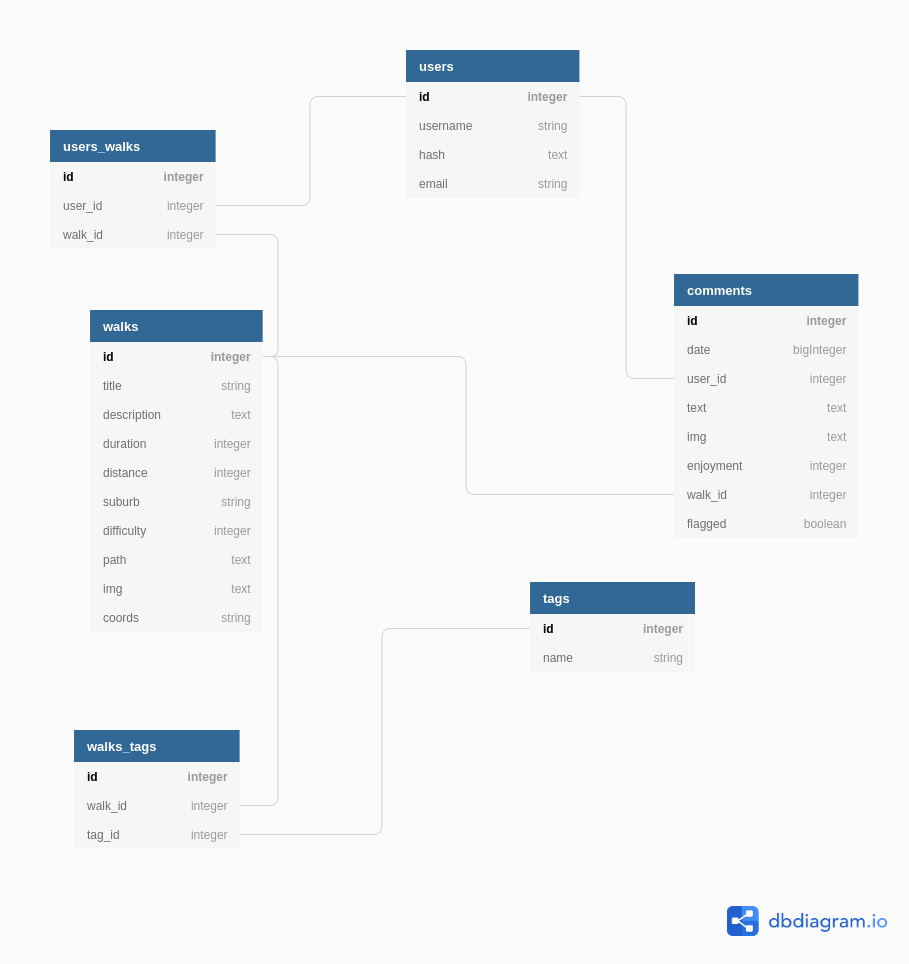 users
id integer
username string
hash text
email string
users_walks
id integer
user_id integer
walk_id integer
comments
id integer
date bigInteger
user_id integer
text text
img text
enjoyment integer
walk_id integer
flagged boolean
walks
id integer
title string
description text
duration integer
distance integer
suburb string
difficulty integer
path text
img text
coords string
tags
id integer
name string
walks_tags
id integer
walk_id integer
tag_id integer
dbdiagram.io